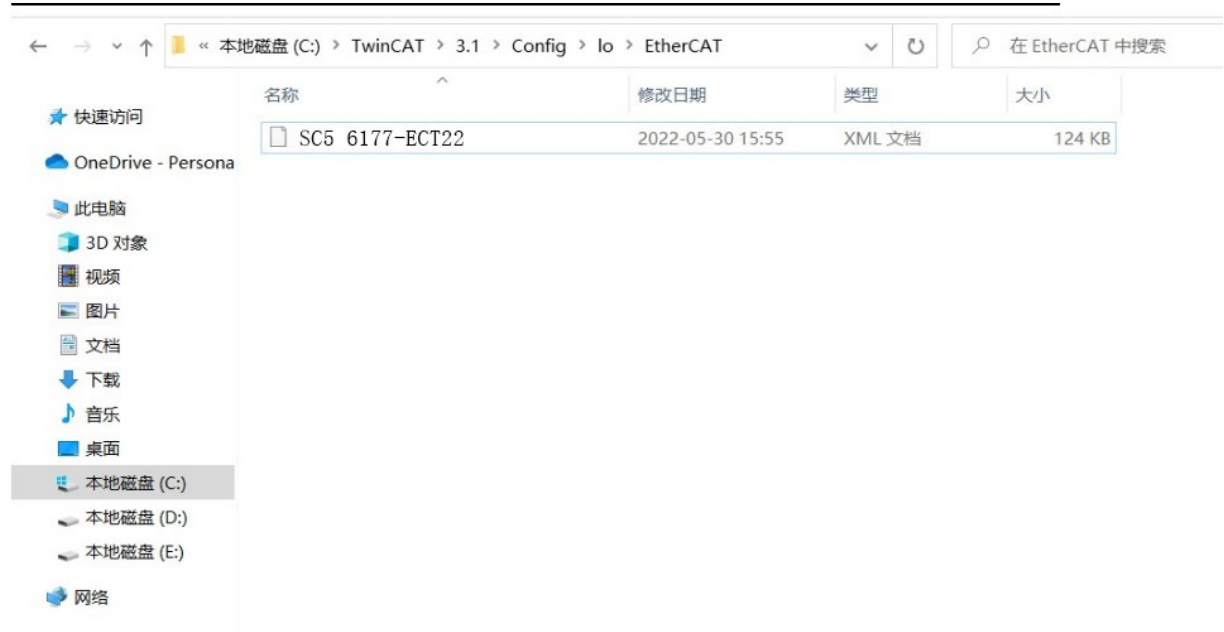 « 本地磁盘 (C:) > TwinCAT > 3.1 > Config > Io > EtherCAT
在 EtherCAT 中搜索
名称 修改日期 类型 大小
SC5 6177-ECT22 2022-05-30 15:55 XML 文档 124 KB
快速访问
OneDrive - Persona
此电脑
3D 对象
视频
图片
文档
下载
音乐
桌面
本地磁盘 (C:)
本地磁盘 (D:)
本地磁盘 (E:)
网络